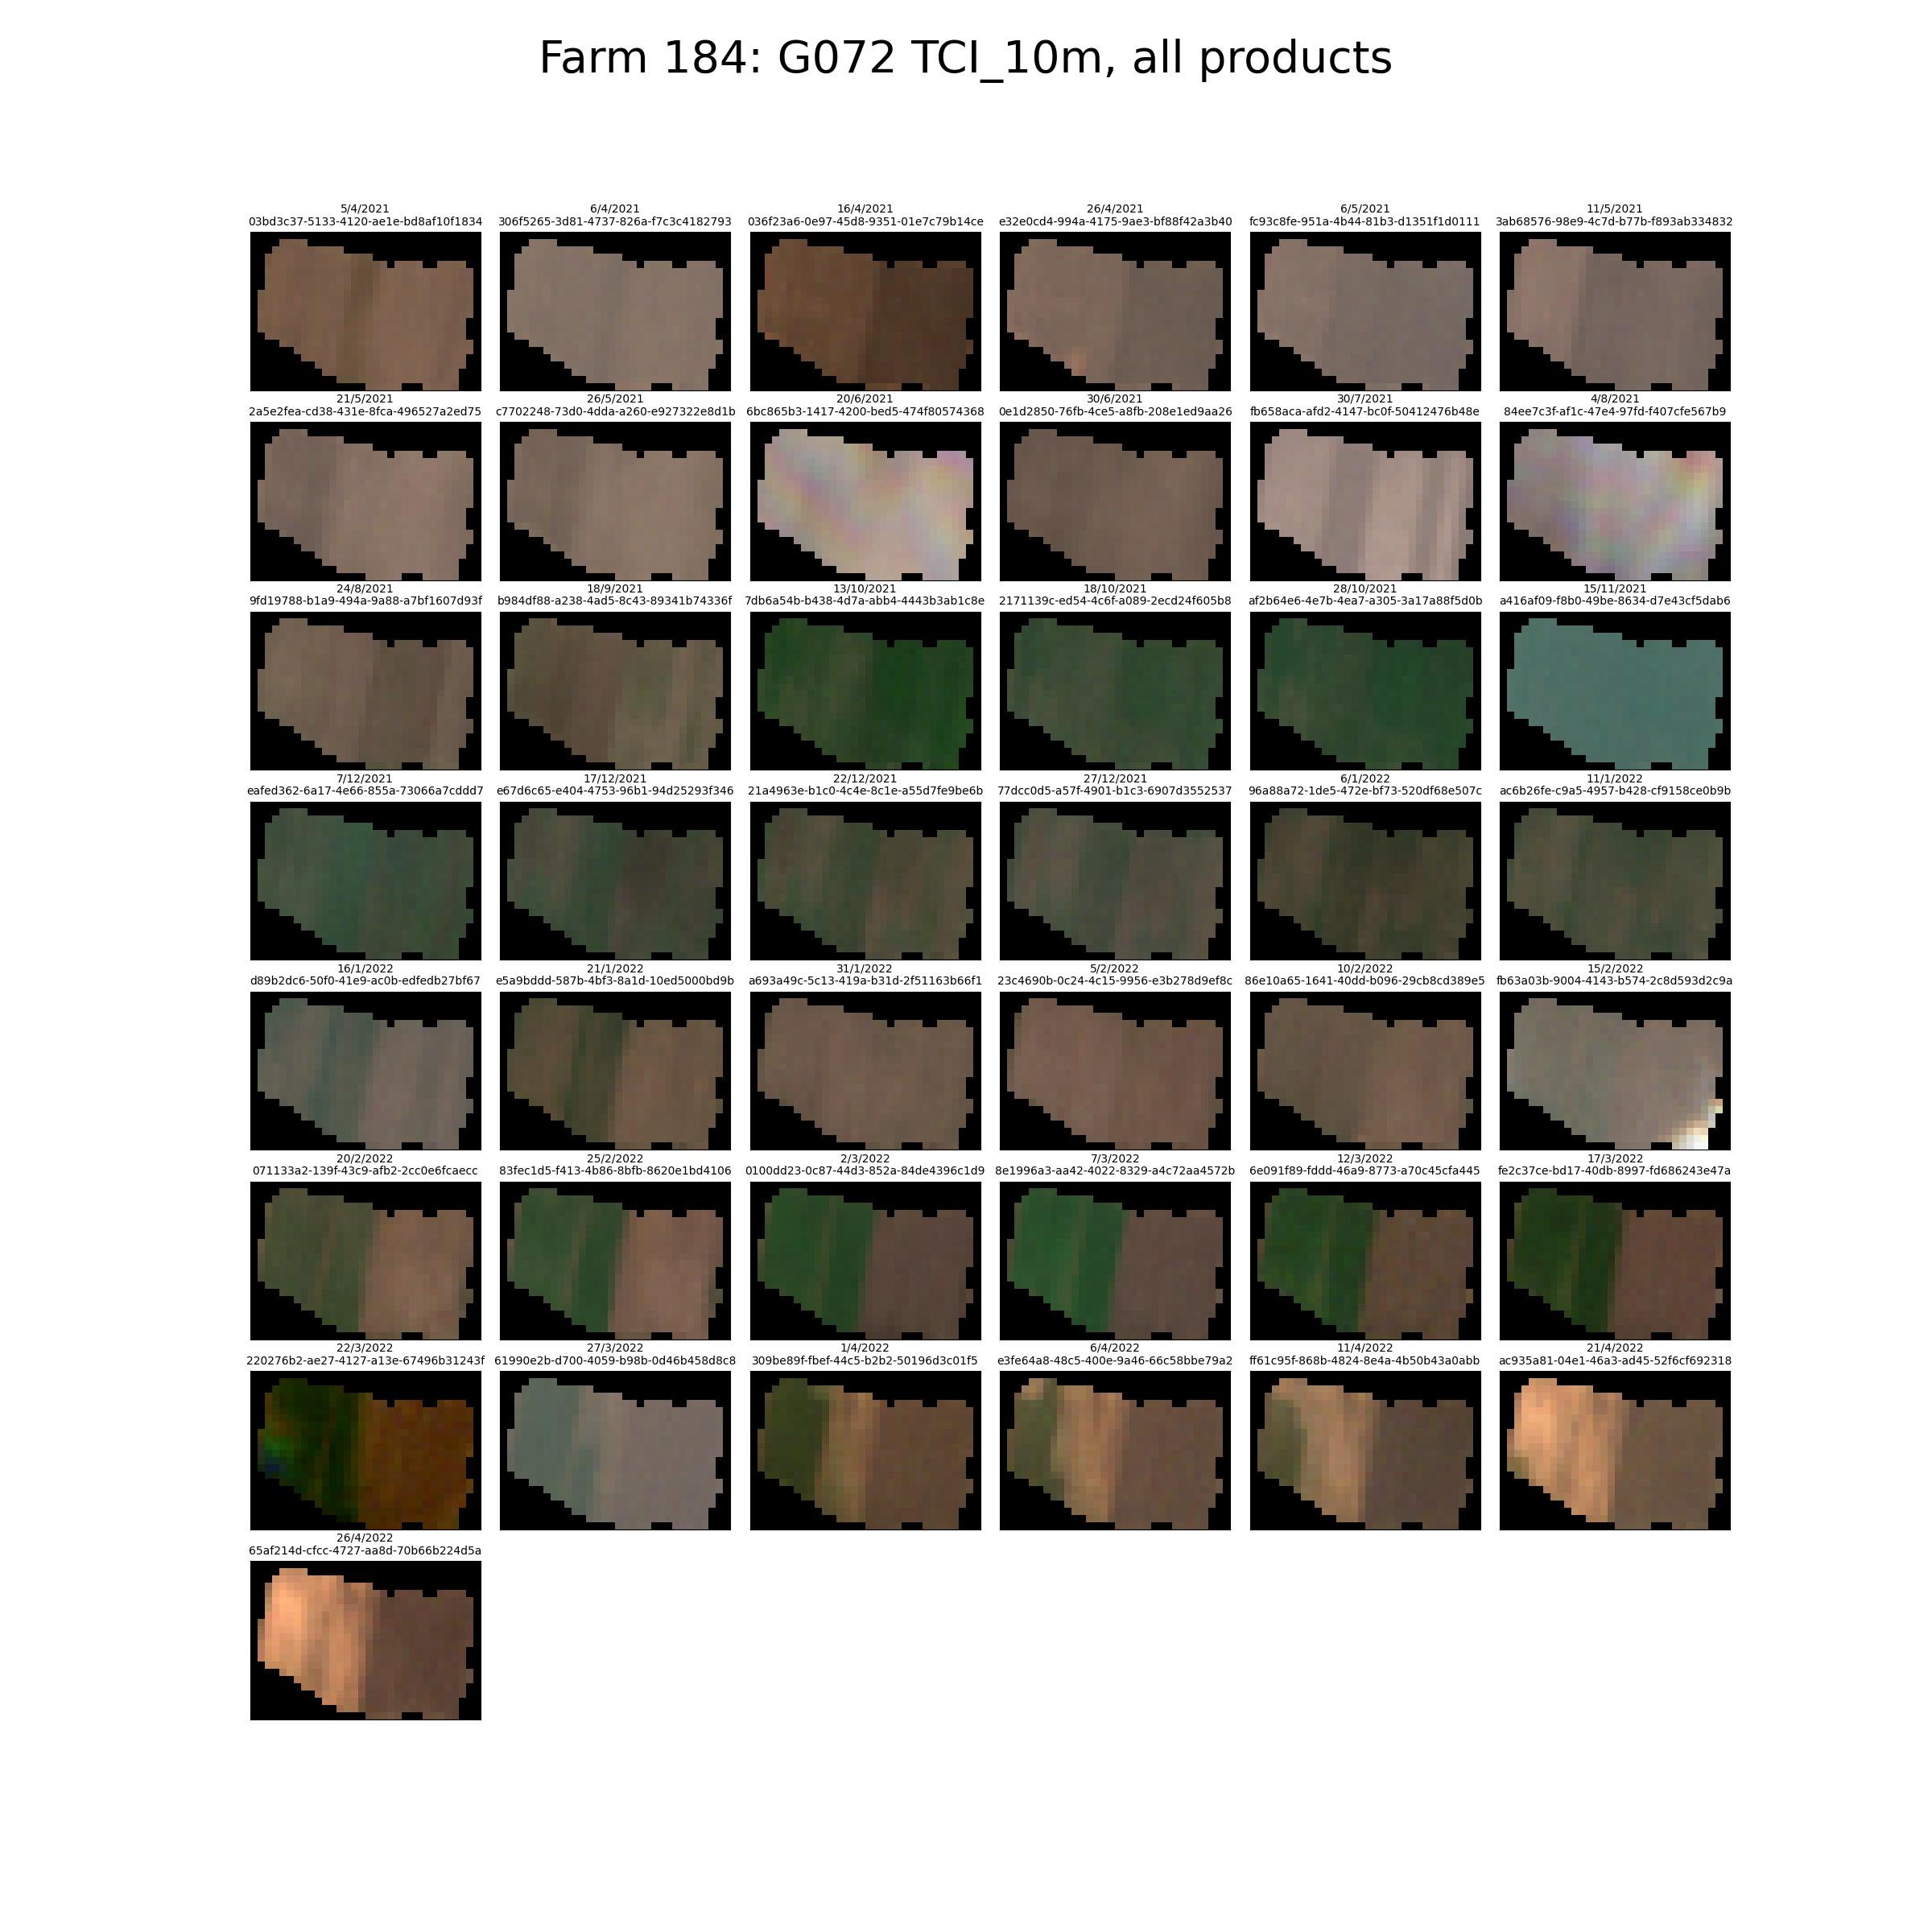 Farm 184: G072 TCI_10m, all products
5/4/2021 6/4/2021 16/4/2021 26/4/2021 6/5/2021 11/5/2021
03bd3c37-5133-4120-ae1e-bd8af10f1834 306f5265-3d81-4737-826a-f7c3c4182793 036f23a6-0e97-45d8-9351-01e7c79b14ce e32e0cd4-994a-4175-9ae3-bf88f42a3b40 fc93c8fe-951a-4b44-81b3-d1351f1d0111 3ab68576-98e9-4c7d-b77b-f893ab334832
21/5/2021 26/5/2021 20/6/2021 30/6/2021 30/7/2021 4/8/2021
2a5e2fea-cd38-431e-8fca-496527a2ed75 c7702248-73d0-4dda-a260-e927322e8d1b 6bc865b3-1417-4200-bed5-474f80574368 0e1d2850-76fb-4ce5-a8fb-208e1ed9aa26 fb658aca-afd2-4147-bc0f-50412476b48e 84ee7c3f-af1c-47e4-97fd-f407cfe567b9
24/8/2021 18/9/2021 13/10/2021 18/10/2021 28/10/2021 15/11/2021
9fd19788-b1a9-494a-9a88-a7bf1607d93f b984df88-a238-4ad5-8c43-89341b74336f 7db6a54b-b438-4d7a-abb4-4443b3ab1c8e 2171139c-ed54-4c6f-a089-2ecd24f605b8 af2b64e6-4e7b-4ea7-a305-3a17a88f5d0b a416af09-f8b0-49be-8634-d7e43cf5dab6
7/12/2021 17/12/2021 22/12/2021 27/12/2021 6/1/2022 11/1/2022
eafed362-6a17-4e66-855a-73066a7cddd7 e67d6c65-e404-4753-96b1-94d25293f346 21a4963e-b1c0-4c4e-8c1e-a55d7fe9be6b 77dcc0d5-a57f-4901-b1c3-6907d3552537 96a88a72-1de5-472e-bf73-520df68e507c ac6b26fe-c9a5-4957-b428-cf9158ce0b9b
16/1/2022 21/1/2022 31/1/2022 5/2/2022 10/2/2022 15/2/2022
d89b2dc6-50f0-41e9-ac0b-edfedb27bf67 e5a9bddd-587b-4bf3-8a1d-10ed5000bd9b a693a49c-5c13-419a-b31d-2f51163b66f1 23c4690b-0c24-4c15-9956-e3b278d9ef8c 86e10a65-1641-40dd-b096-29cb8cd389e5 fb63a03b-9004-4143-b574-2c8d593d2c9a
20/2/2022 25/2/2022 2/3/2022 7/3/2022 12/3/2022 17/3/2022
071133a2-139f-43c9-afb2-2cc0e6fcaecc 83fec1d5-f413-4b86-8bfb-8620e1bd4106 0100dd23-0c87-44d3-852a-84de4396c1d9 8e1996a3-aa42-4022-8329-a4c72aa4572b 6e091f89-fddd-46a9-8773-a70c45cfa445 fe2c37ce-bd17-40db-8997-fd686243e47a
22/3/2022 27/3/2022 1/4/2022 6/4/2022 11/4/2022 21/4/2022
220276b2-ae27-4127-a13e-67496b31243f 61990e2b-d700-4059-b98b-0d46b458d8c8 309be89f-fbef-44c5-b2b2-50196d3c01f5 e3fe64a8-48c5-400e-9a46-66c58bbe79a2 ff61c95f-868b-4824-8e4a-4b50b43a0abb ac935a81-04e1-46a3-ad45-52f6cf692318
26/4/2022
65af214d-cfcc-4727-aa8d-70b66b224d5a